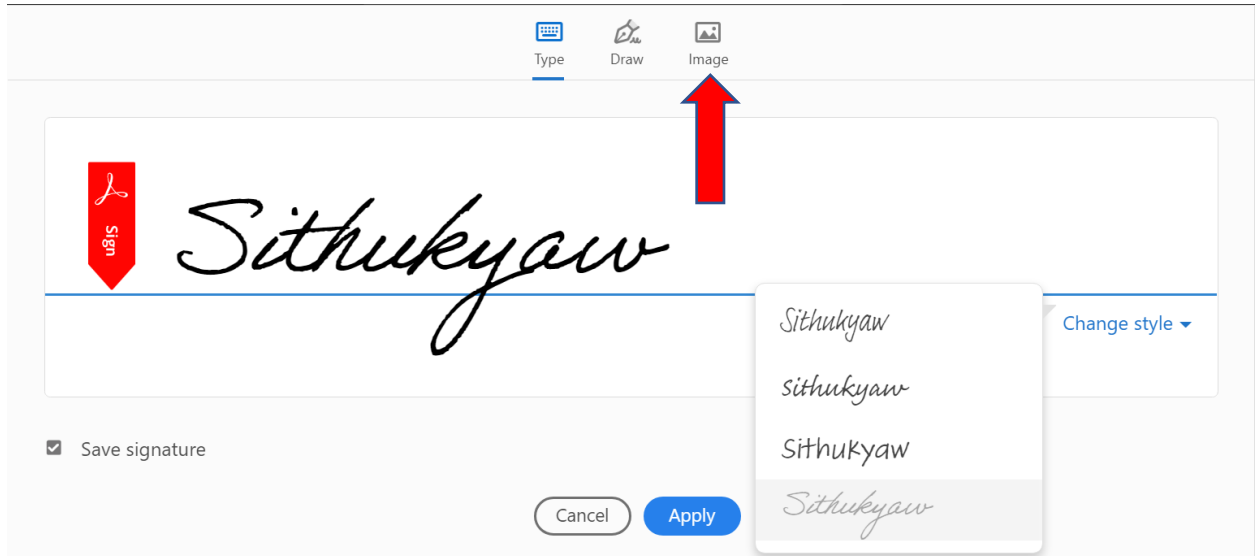 Type Draw Image
Sign
Sithukyaw
Change style
Sithukyaw
sithukyaw
Sithukyaw
Sithukyaw
Save signature
Cancel Apply